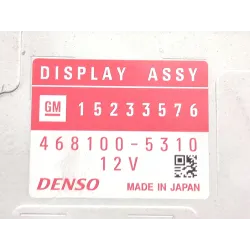 DISPLAY ASSY
GM 15233576
468100-5310
12V
DENSO MADE IN JAPAN